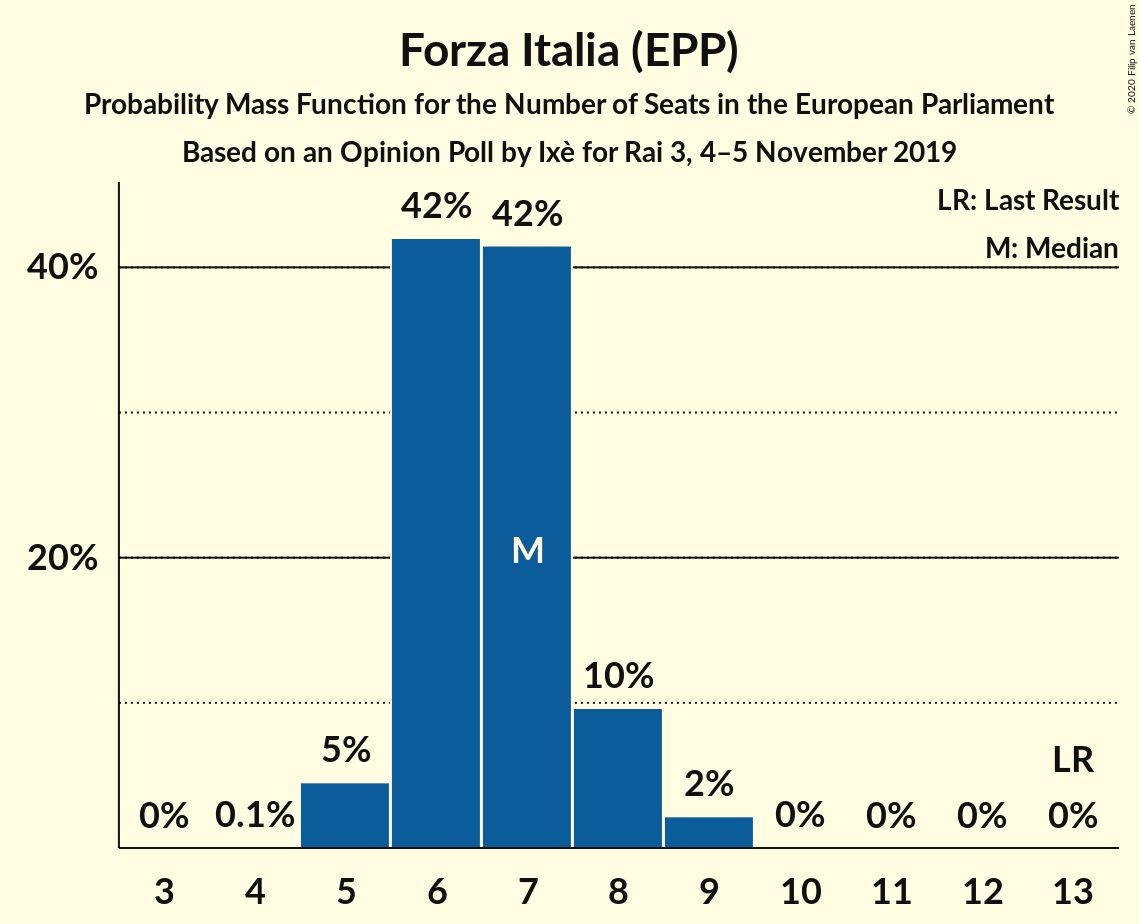 Forza Italia (EPP)
Probability Mass Function for the Number of Seats in the European Parliament
Based on an Opinion Poll by Ixè for Rai 3, 4–5 November 2019
© 2020 Filip van Laenen
LR: Last Result
M: Median
40%
20%
0%
0.1%
5%
42%
42%
M
10%
2%
0%
0%
0%
LR
0%
3 4 5 6 7 8 9 10 11 12 13